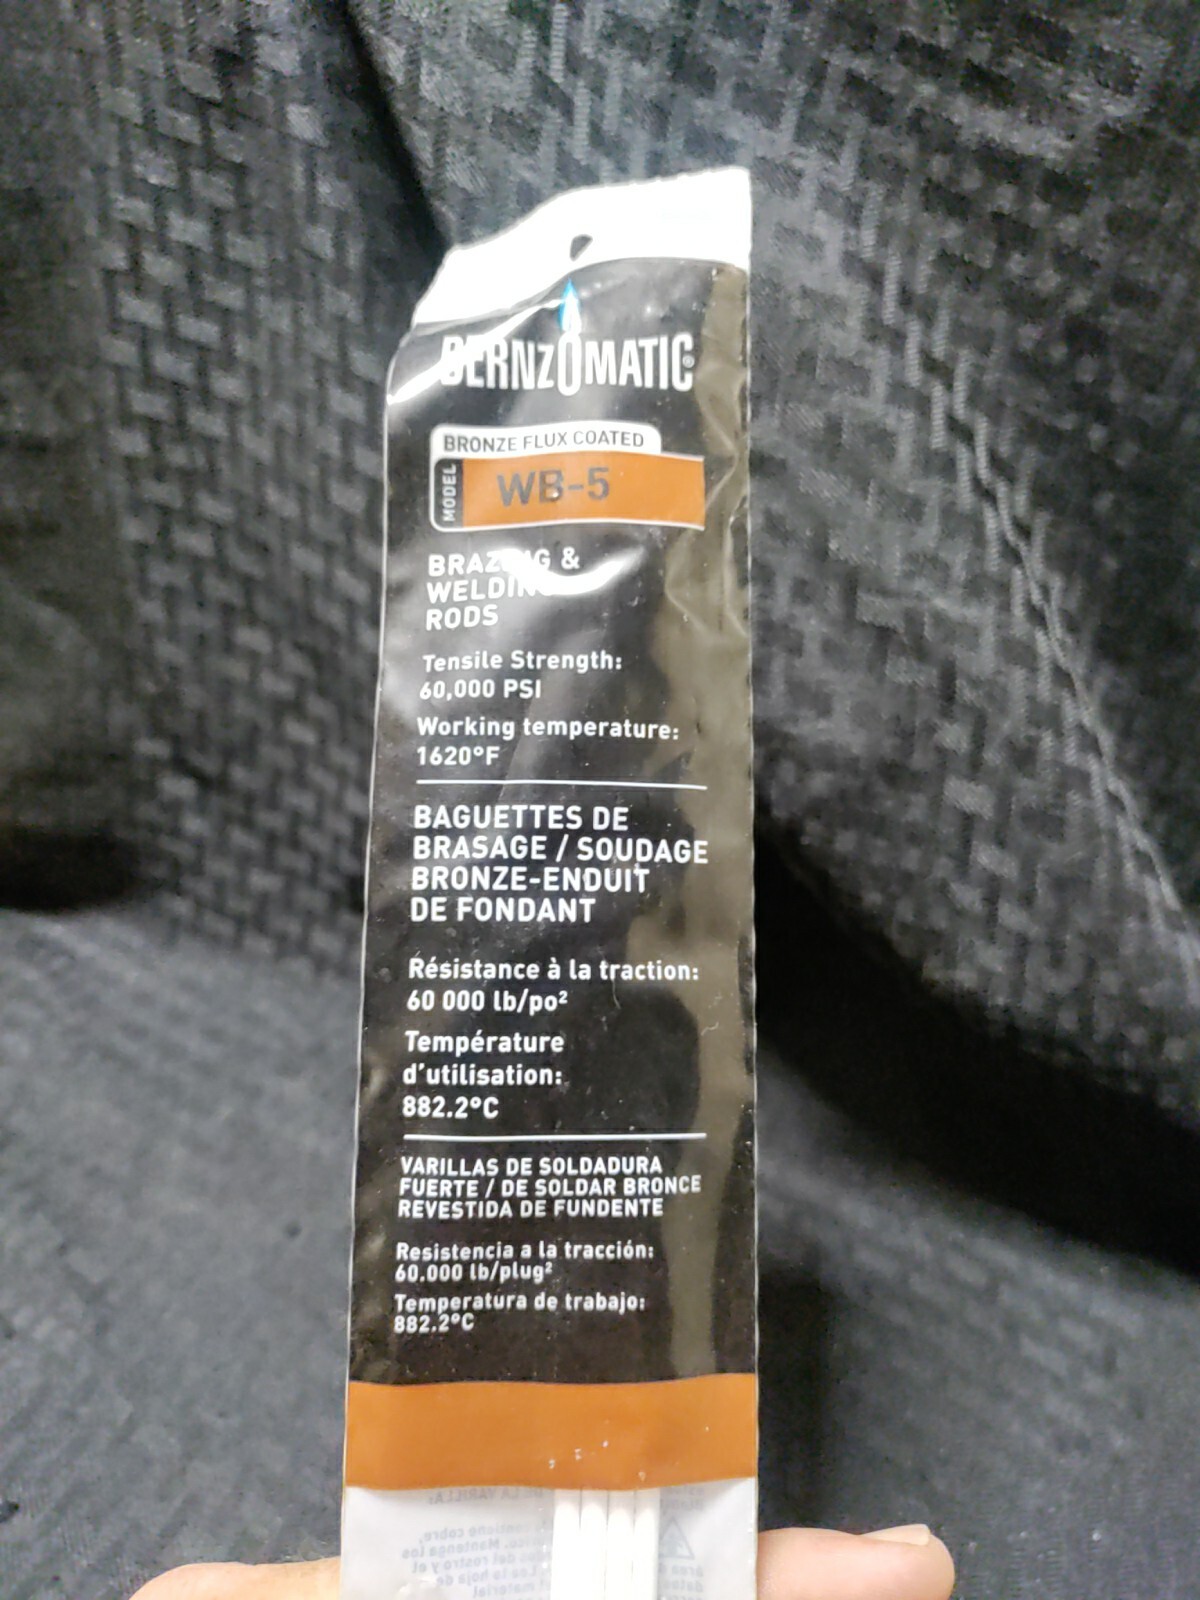 BERNZOMATIC®
BRONZE FLUX COATED
MODEL
WB-5
BRAZING &
WELDING
RODS
Tensile Strength:
60,000 PSI
Working temperature:
1620°F
BAGUETTES DE
BRASAGE / SOUDAGE
BRONZE-ENDUIT
DE FONDANT
Résistance à la traction:
60 000 lb/po²
Température
d'utilisation:
882.2°C
VARILLAS DE SOLDADURA
FUERTE / DE SOLDAR BRONCE
REVESTIDA DE FUNDENTE
Resistencia a la tracción:
60.000 lb/plug²
Temperatura de trabajo:
882.2°C